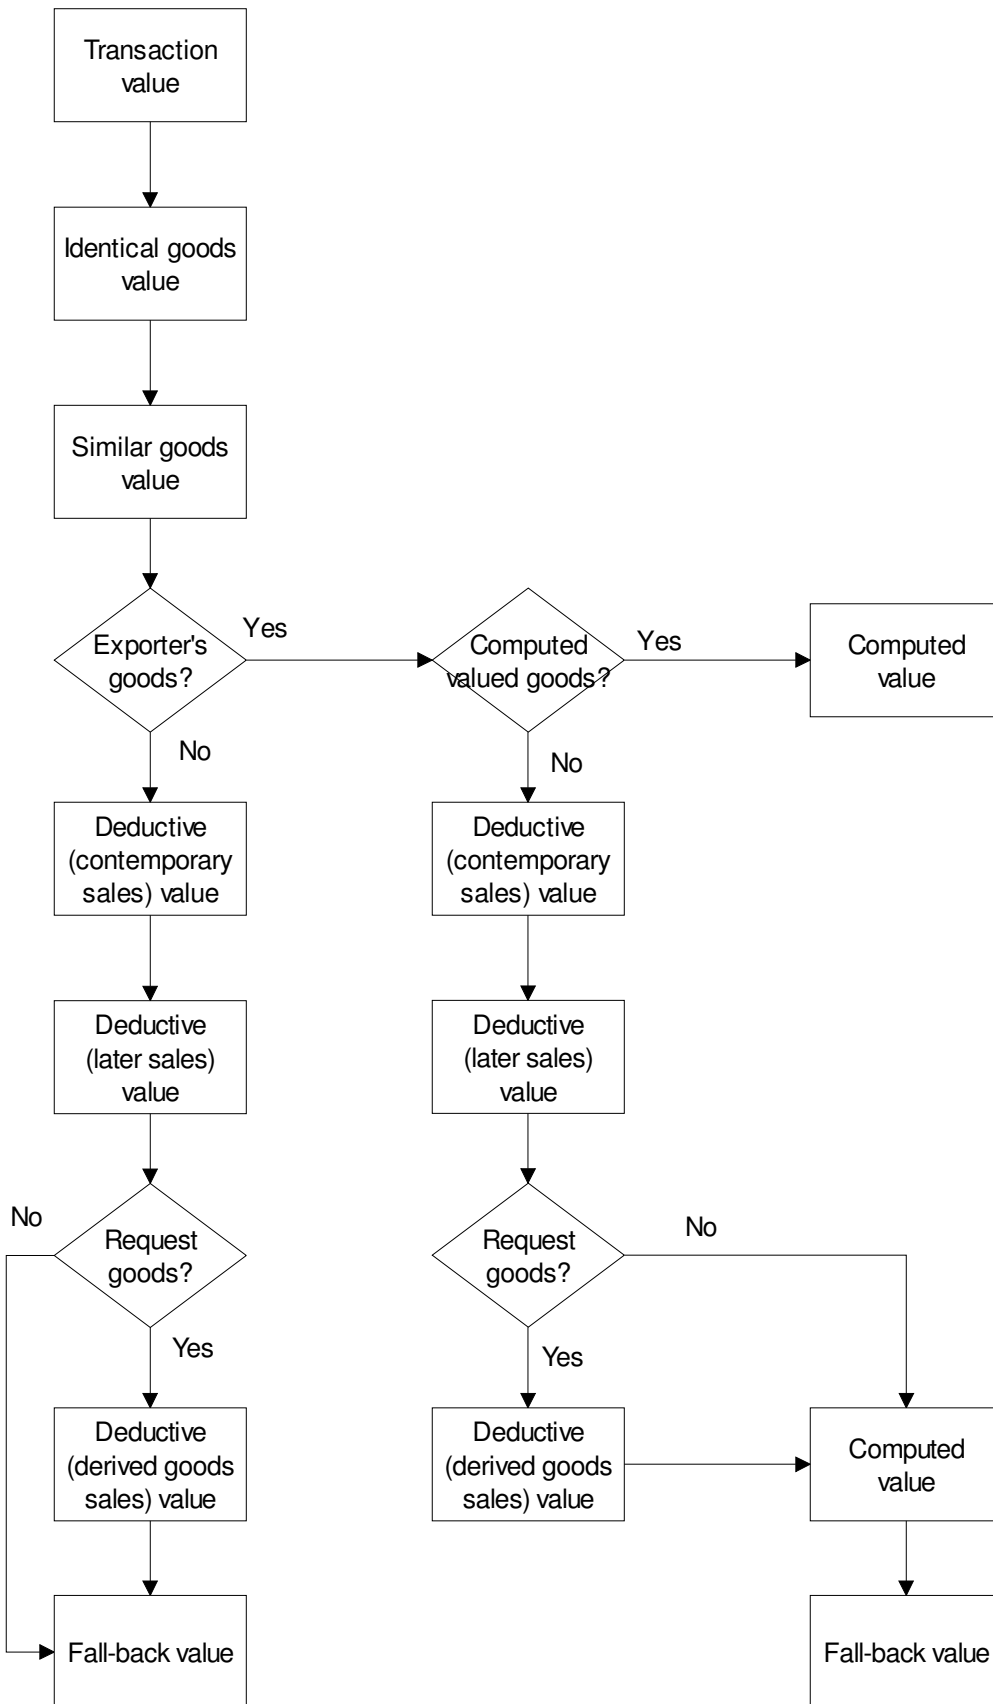 Transaction
value
Identical goods
value
Similar goods
value
Exporter's
goods?
Yes
Computed
valued goods?
Yes
Computed
value
No
No
Deductive
(contemporary
sales) value
Deductive
(contemporary
sales) value
Deductive
(later sales)
value
Deductive
(later sales)
value
No
Request
goods?
Request
goods?
No
Yes
Yes
Deductive
(derived goods
sales) value
Deductive
(derived goods
sales) value
Computed
value
Fall-back value
Fall-back value